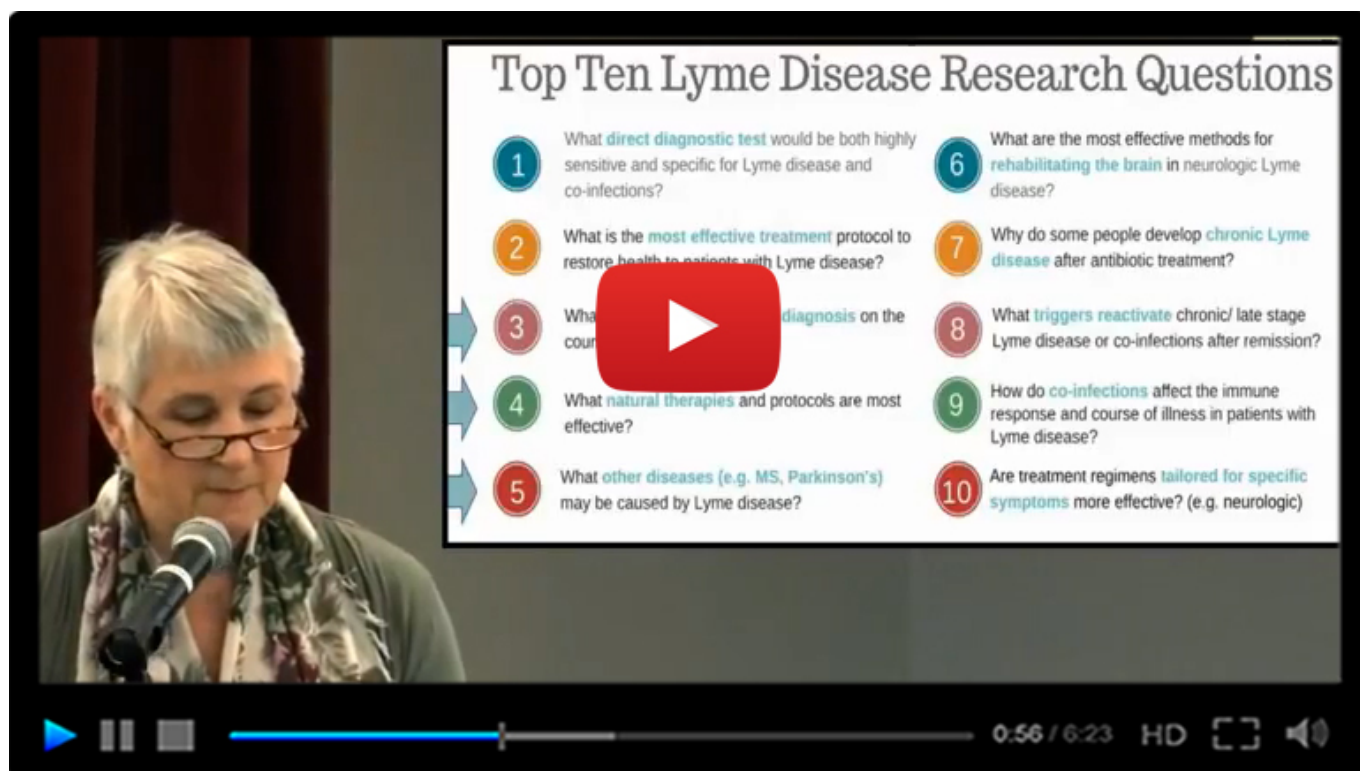 Top Ten Lyme Disease Research Questions
1
What direct diagnostic test would be both highly
sensitive and specific for Lyme disease and
co-infections?
2
What is the most effective treatment protocol to
restore health to patients with Lyme disease?
3
diagnosis on the
4
What natural therapies and protocols are most
effective?
5
What other diseases (e.g. MS, Parkinson's)
may be caused by Lyme disease?
6
What are the most effective methods for
rehabilitating the brain in neurologic Lyme
disease?
7
Why do some people develop chronic Lyme
disease after antibiotic treatment?
8
What triggers reactivate chronic/ late stage
Lyme disease or co-infections after remission?
9
How do co-infections affect the immune
response and course of illness in patients with
Lyme disease?
10
Are treatment regimens tailored for specific
symptoms more effective? (e.g. neurologic)
0:56 / 6:23 HD